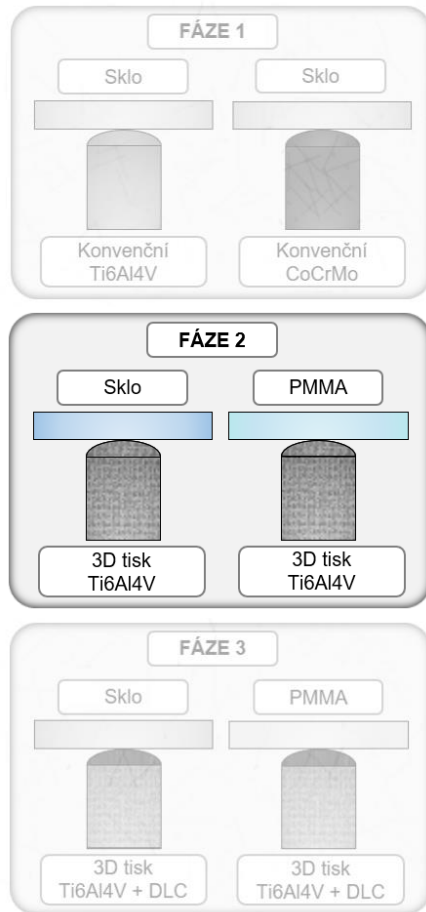 FÁZE 1
Sklo Sklo
Konvenční Konvenční
Ti6Al4V CoCrMo
FÁZE 2
Sklo PMMA
3D tisk 3D tisk
Ti6Al4V Ti6Al4V
FÁZE 3
Sklo PMMA
3D tisk 3D tisk
Ti6Al4V + DLC Ti6Al4V + DLC